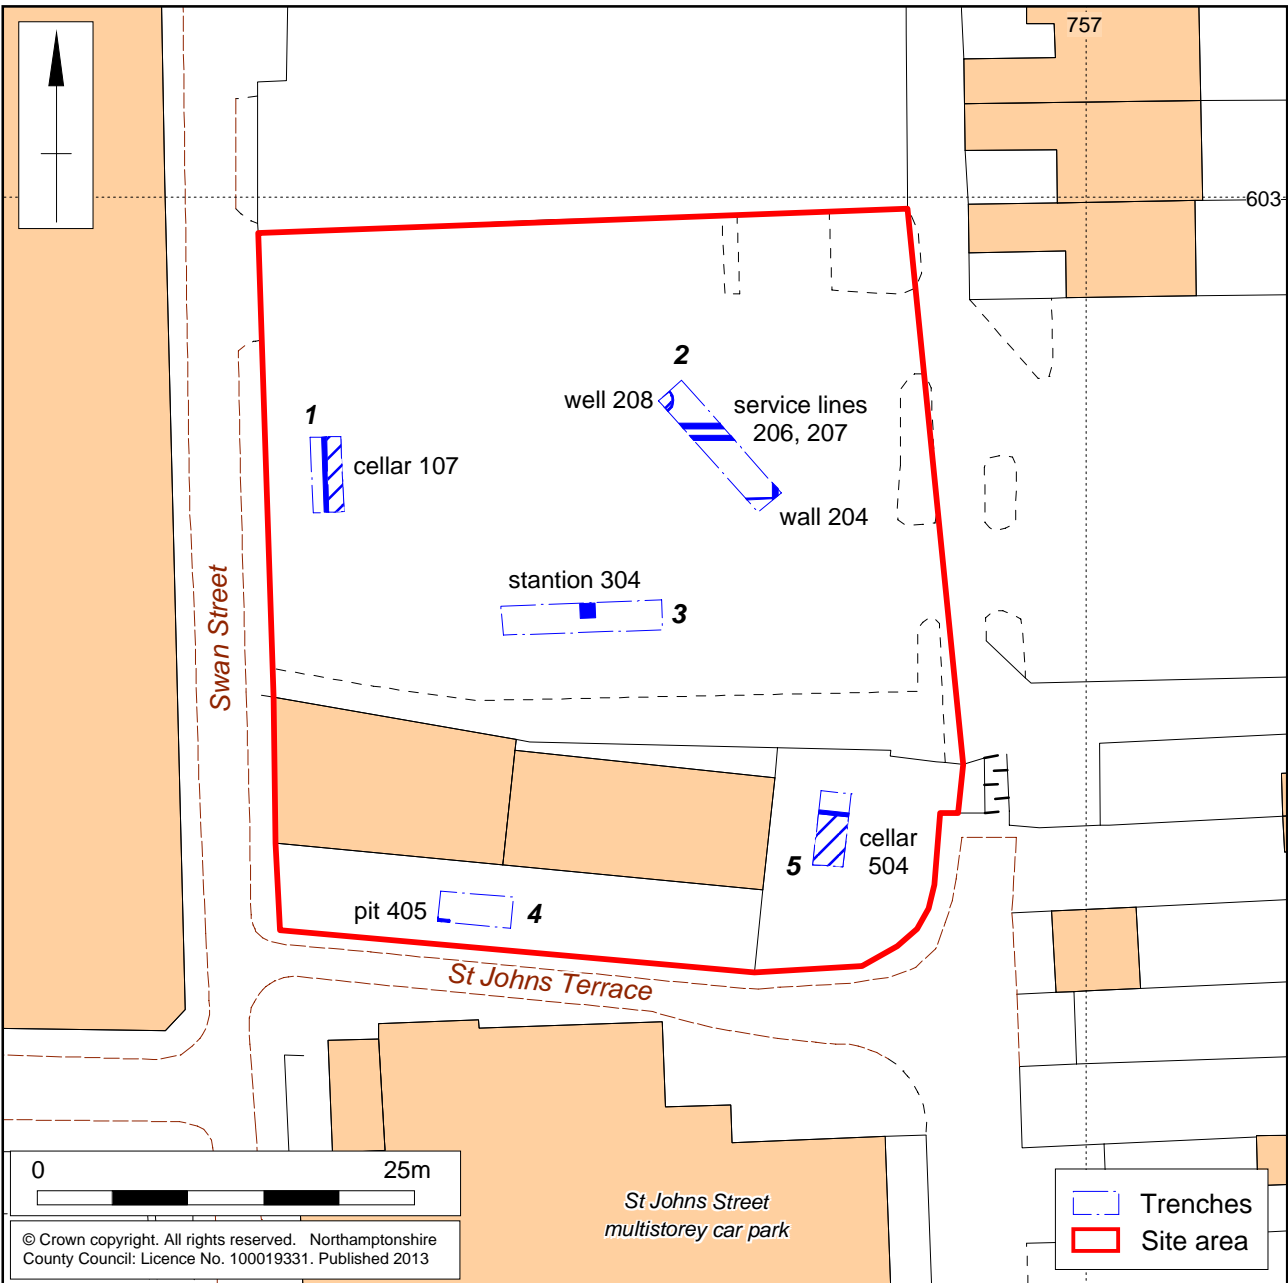 757
603
2
well 208
service lines
206, 207
1
cellar 107
wall 204
Swan Street
stantion 304
3
cellar
504
5
pit 405
4
St Johns Terrace
0
25m
St Johns Street
multistorey car park
Trenches
Site area
© Crown copyright. All rights reserved. Northamptonshire
County Council: Licence No. 100019331. Published 2013